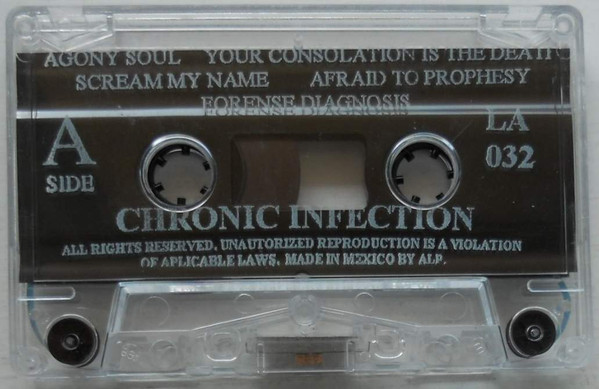 AGONY SOUL YOUR CONSOLATION IS THE DEATH
SCREAM MY NAME AFRAID TO PROPHESY
FORENSE DIAGNOSIS
A
SIDE
LA
032
CHRONIC INFECTION
ALL RIGHTS RESERVED. UNAUTORIZED REPRODUCTION IS A VIOLATION
OF APLICABLE LAWS. MADE IN MEXICO BY ALP.